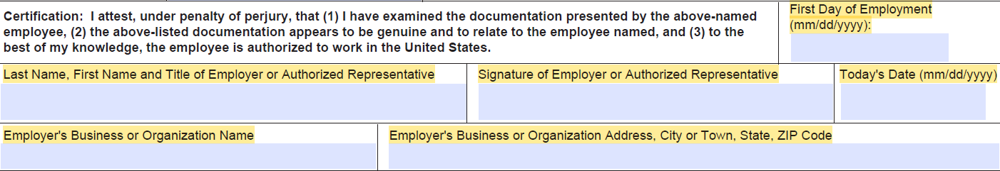 Certification: I attest, under penalty of perjury, that (1) I have examined the documentation presented by the above-named
employee, (2) the above-listed documentation appears to be genuine and to relate to the employee named, and (3) to the
best of my knowledge, the employee is authorized to work in the United States.
First Day of Employment
(mm/dd/yyyy):
Last Name, First Name and Title of Employer or Authorized Representative
Signature of Employer or Authorized Representative
Today's Date (mm/dd/yyyy)
Employer's Business or Organization Name
Employer's Business or Organization Address, City or Town, State, ZIP Code